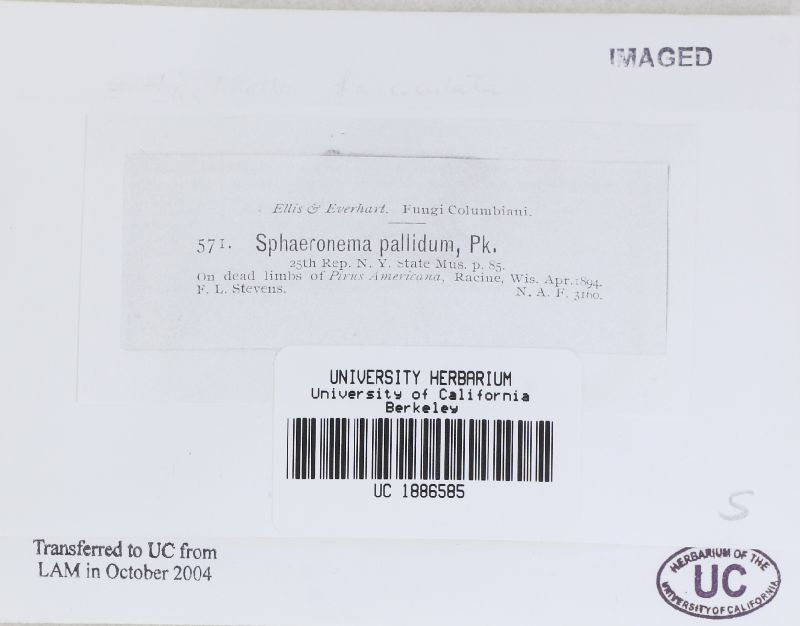 IMAGED
Ellis & Everhart. Fungi Columbiani.
571. Sphaeronema pallidum, Pk.
25th Rep. N. Y. State Mus. p. 85.
On dead limbs of Pirus Americana, Racine, Wis. Apr. 1894.
F. L. Stevens. N. A. F. 3160.
UNIVERSITY HERBARIUM
University of California
Berkeley
UC 1886585
S
Transferred to UC from
LAM in October 2004
HERBARIUM OF THE
UC
UNIVERSITY OF CALIFORNIA